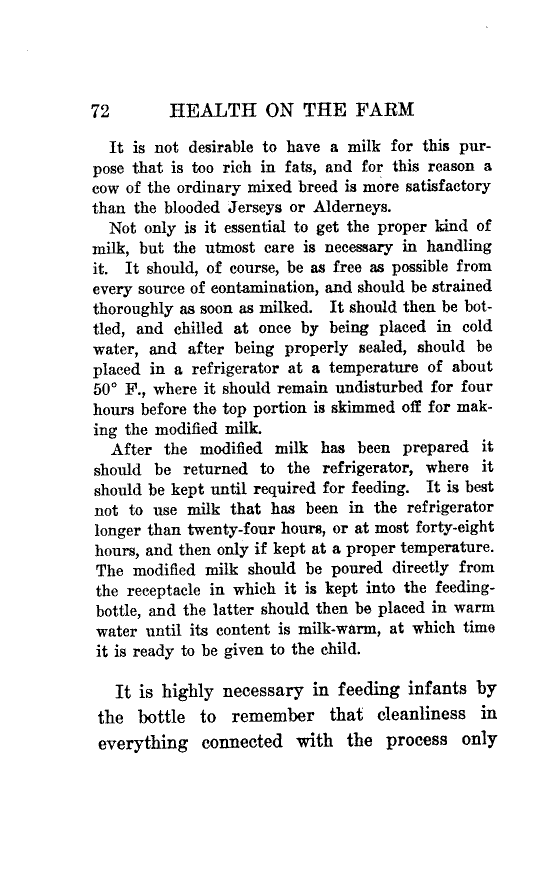 72 HEALTH ON THE FARM
It is not desirable to have a milk for this pur-
pose that is too rich in fats, and for this reason a
cow of the ordinary mixed breed is more satisfactory
than the blooded Jerseys or Alderneys.
Not only is it essential to get the proper kind of
milk, but the utmost care is necessary in handling
it. It should, of course, be as free as possible from
every source of contamination, and should be strained
thoroughly as soon as milked. It should then be bot-
tled, and chilled at once by being placed in cold
water, and after being properly sealed, should be
placed in a refrigerator at a temperature of about
50° F., where it should remain undisturbed for four
hours before the top portion is skimmed off for mak-
ing the modified milk.
After the modified milk has been prepared it
should be returned to the refrigerator, where it
should be kept until required for feeding. It is best
not to use milk that has been in the refrigerator
longer than twenty-four hours, or at most forty-eight
hours, and then only if kept at a proper temperature.
The modified milk should be poured directly from
the receptacle in which it is kept into the feeding-
bottle, and the latter should then be placed in warm
water until its content is milk-warm, at which time
it is ready to be given to the child.
It is highly necessary in feeding infants by
the bottle to remember that cleanliness in
everything connected with the process only